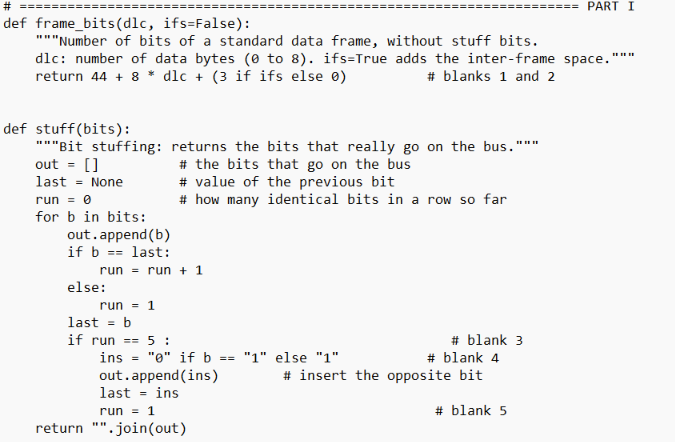 # ====================================================================== PART I
def frame_bits(dlc, ifs=False):
    """Number of bits of a standard data frame, without stuff bits.
    dlc: number of data bytes (0 to 8). ifs=True adds the inter-frame space."""
    return 44 + 8 * dlc + (3 if ifs else 0)          # blanks 1 and 2


def stuff(bits):
    """Bit stuffing: returns the bits that really go on the bus."""
    out = []          # the bits that go on the bus
    last = None       # value of the previous bit
    run = 0           # how many identical bits in a row so far
    for b in bits:
        out.append(b)
        if b == last:
            run = run + 1
        else:
            run = 1
        last = b
        if run == 5 :                                   # blank 3
            ins = "0" if b == "1" else "1"           # blank 4
            out.append(ins)        # insert the opposite bit
            last = ins
            run = 1                                   # blank 5
    return "".join(out)